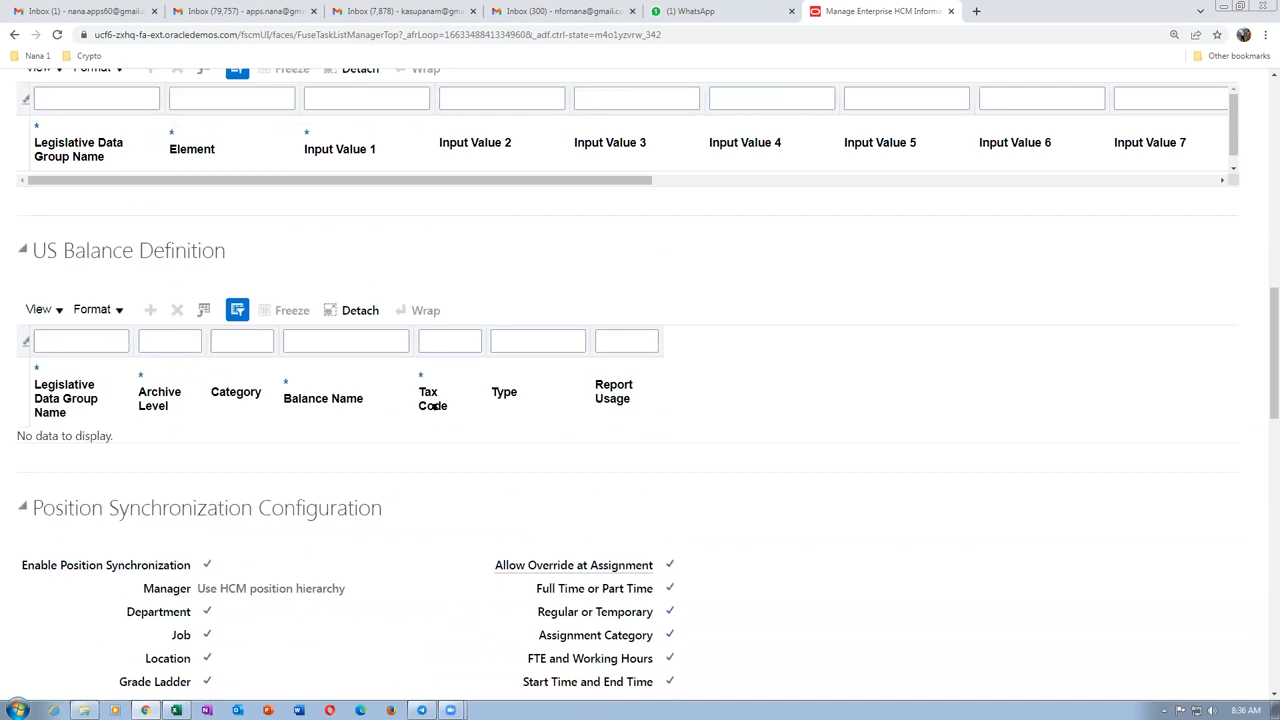 Inbox (1) - nana.apps60@gmail.c
Inbox (79,757) - apps.nana@gma
Inbox (7,878) - kasupanam@gma
Inbox (300) - nfornana@gmail.cc
(1) WhatsApp
Manage Enterprise HCM Informa
ucf6-zxhq-fa-ext.oracledemos.com/fscmUI/faces/FuseTaskListManagerTop?_afrLoop=16633488413349608&_adf.ctrl-state=m4o1yzvrw_342
Nana 1
Crypto
Other bookmarks
View
Format
Freeze
Detach
Wrap
* Legislative Data Group Name
* Element
* Input Value 1
Input Value 2
Input Value 3
Input Value 4
Input Value 5
Input Value 6
Input Value 7
US Balance Definition
View
Format
Freeze
Detach
Wrap
* Legislative Data Group Name
* Archive Level
Category
* Balance Name
* Tax Code
Type
Report Usage
No data to display.
Position Synchronization Configuration
Enable Position Synchronization
Manager Use HCM position hierarchy
Department
Job
Location
Grade Ladder
Allow Override at Assignment
Full Time or Part Time
Regular or Temporary
Assignment Category
FTE and Working Hours
Start Time and End Time
8:36 AM